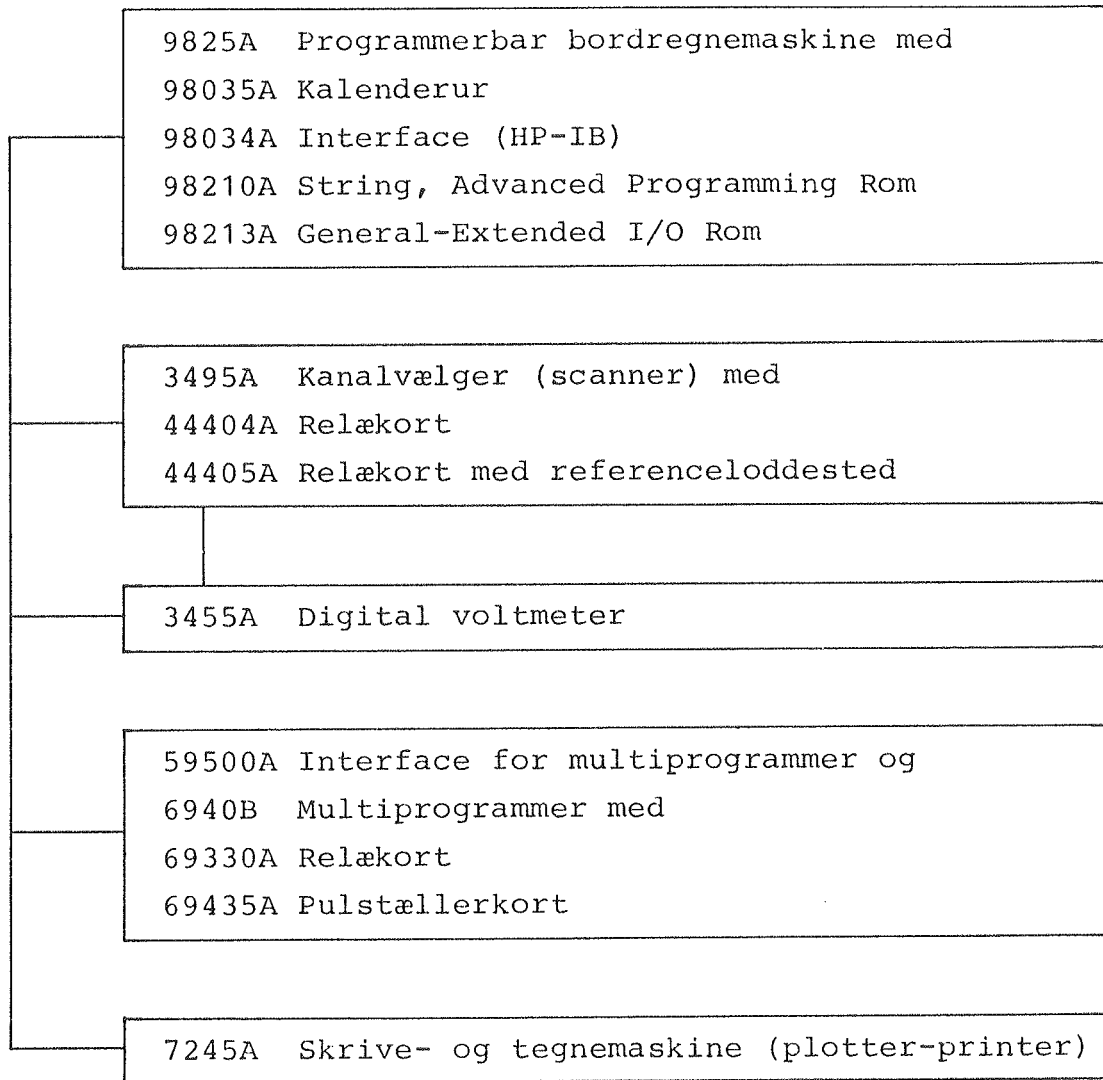 9825A Programmerbar bordregnemaskine med
98035A Kalenderur
98034A Interface (HP-IB)
98210A String, Advanced Programming Rom
98213A General-Extended I/O Rom
3495A Kanalvælger (scanner) med
44404A Relækort
44405A Relækort med referenceloddested
3455A Digital voltmeter
59500A Interface for multiprogrammer og
6940B Multiprogrammer med
69330A Relækort
69435A Pulstællerkort
7245A Skrive- og tegnemaskine (plotter-printer)